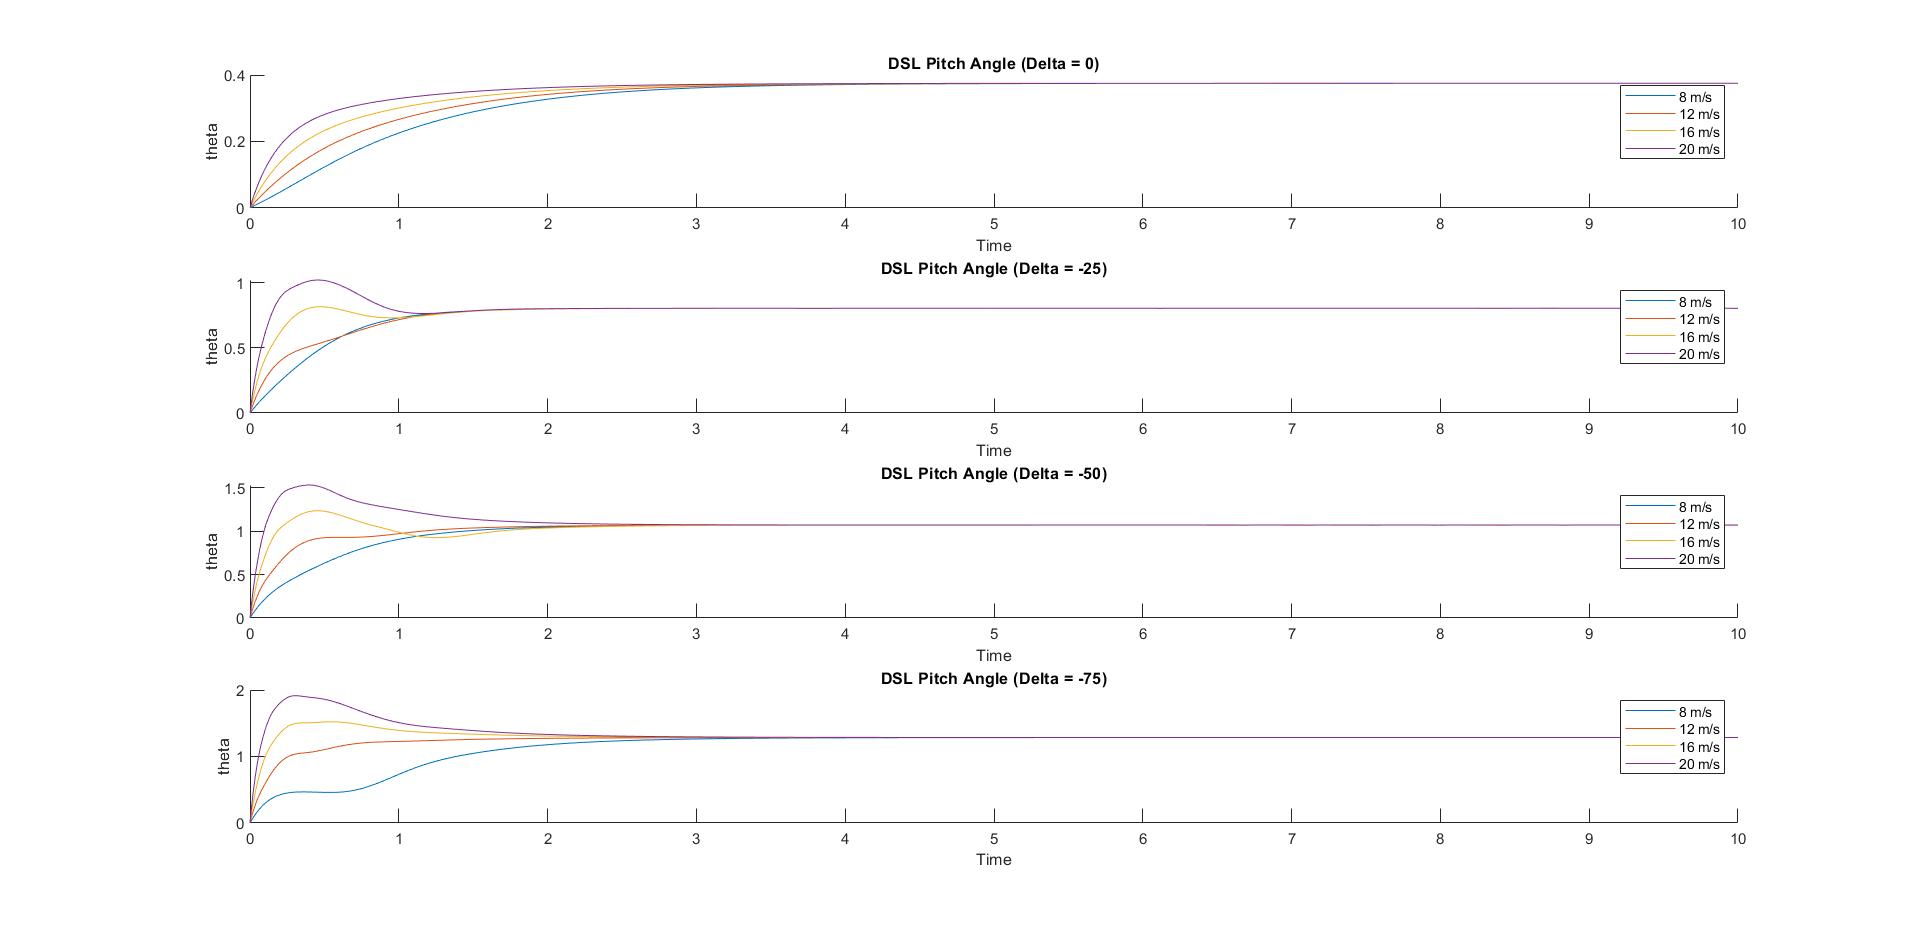 DSL Pitch Angle (Delta = 0)
0.4
0.2
0
theta
8 m/s
12 m/s
16 m/s
20 m/s
0 1 2 3 4 5 6 7 8 9 10
Time
DSL Pitch Angle (Delta = -25)
1
0.5
0
theta
8 m/s
12 m/s
16 m/s
20 m/s
0 1 2 3 4 5 6 7 8 9 10
Time
DSL Pitch Angle (Delta = -50)
1.5
1
0.5
0
theta
8 m/s
12 m/s
16 m/s
20 m/s
0 1 2 3 4 5 6 7 8 9 10
Time
DSL Pitch Angle (Delta = -75)
2
1
0
theta
8 m/s
12 m/s
16 m/s
20 m/s
0 1 2 3 4 5 6 7 8 9 10
Time